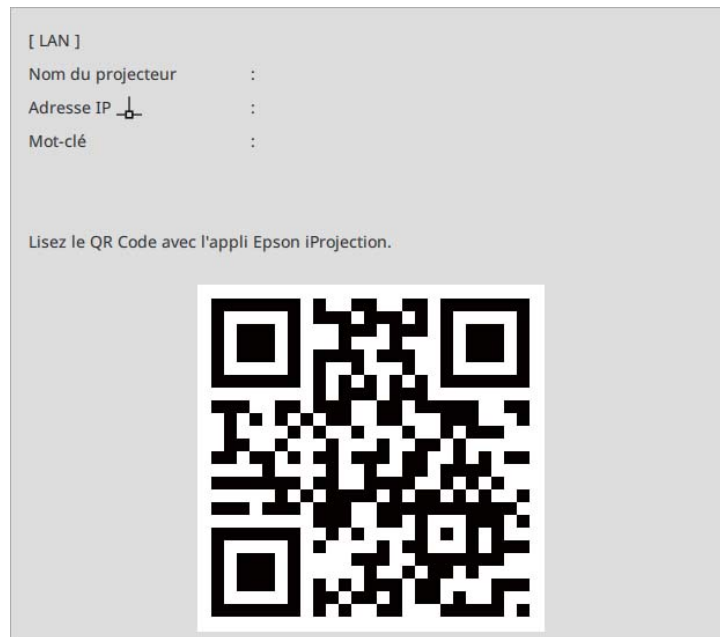 [ LAN ]
Nom du projecteur :
Adresse IP :
Mot-clé :
Lisez le QR Code avec l'appli Epson iProjection.